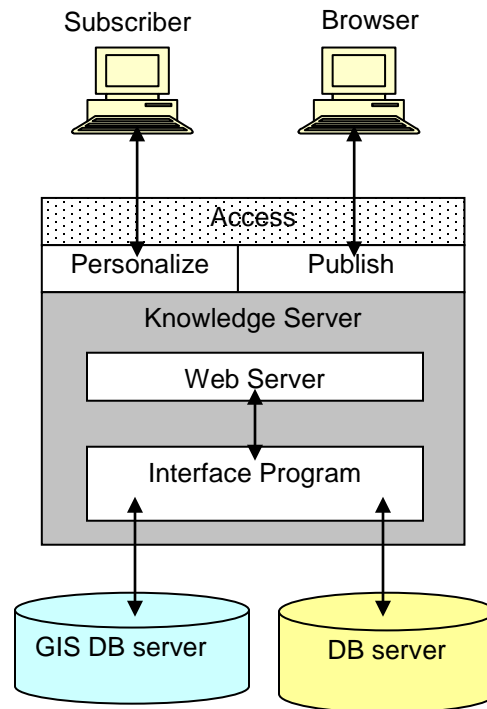 Subscriber
Browser
Access
Personalize
Publish
Knowledge Server
Web Server
Interface Program
GIS DB server
DB server